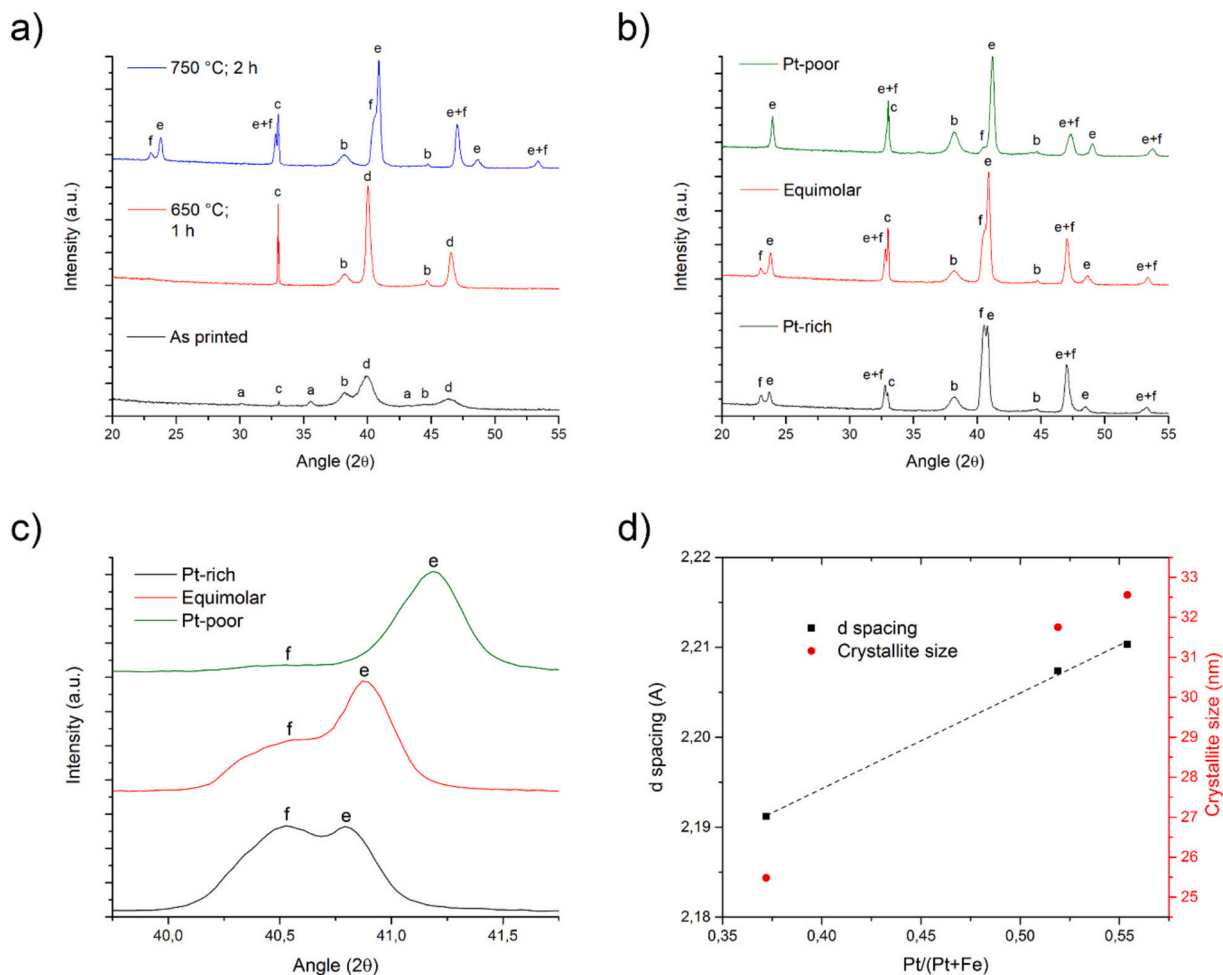 a)
750 °C; 2 h
650 °C;
1 h
As printed
f
e
e+f
c
b
f
e
b
e+f
e
e+f
c
b
d
b
d
a
c
a
b
d
a
b
d
20 25 30 35 40 45 50 55
Angle (2θ)
Intensity (a.u.)
b)
Pt-poor
Equimolar
Pt-rich
e
e+f
c
b
f
e
b
e+f
e
e+f
f
e
e+f
c
b
f
e
b
e+f
e
e+f
f
e
e+f
c
b
f
e
b
e+f
e
e+f
20 25 30 35 40 45 50 55
Angle (2θ)
Intensity (a.u.)
c)
Pt-rich
Equimolar
Pt-poor
f
e
f
e
f
e
40,0 40,5 41,0 41,5
Angle (2θ)
Intensity (a.u.)
d)
2,22
2,21
2,20
2,19
2,18
d spacing (A)
d spacing
Crystallite size
33
32
31
30
29
28
27
26
25
Crystallite size (nm)
0,35 0,40 0,45 0,50 0,55
Pt/(Pt+Fe)